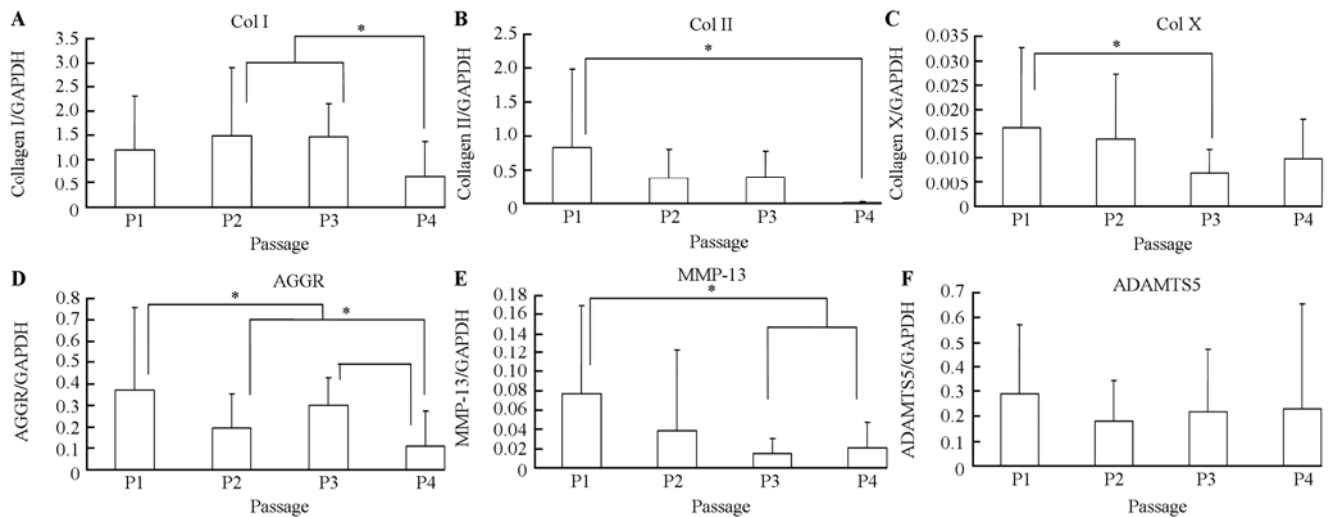 A
Col I
Collagen I/GAPDH
3.5
3.0
2.5
2.0
1.5
1.0
0.5
0
*
P1 P2 P3 P4
Passage
B
Col II
Collagen II/GAPDH
2.5
2.0
1.5
1.0
0.5
0
*
P1 P2 P3 P4
Passage
C
Col X
Collagen X/GAPDH
0.035
0.030
0.025
0.020
0.015
0.010
0.005
0
*
P1 P2 P3 P4
Passage
D
AGGR
AGGR/GAPDH
0.8
0.7
0.6
0.5
0.4
0.3
0.2
0.1
0
*
*
P1 P2 P3 P4
Passage
E
MMP-13
MMP-13/GAPDH
0.18
0.16
0.14
0.12
0.10
0.08
0.06
0.04
0.02
0
*
P1 P2 P3 P4
Passage
F
ADAMTS5
ADAMTS5/GAPDH
0.7
0.6
0.5
0.4
0.3
0.2
0.1
0
P1 P2 P3 P4
Passage